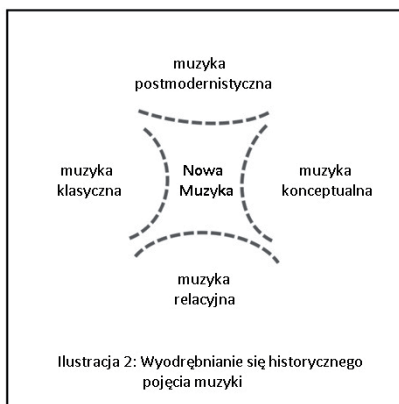 muzyka
postmodernistyczna
muzyka
klasyczna
Nowa
Muzyka
muzyka
konceptualna
muzyka
relacyjna
Ilustracja 2: Wyodrębnianie się historycznego
pojęcia muzyki